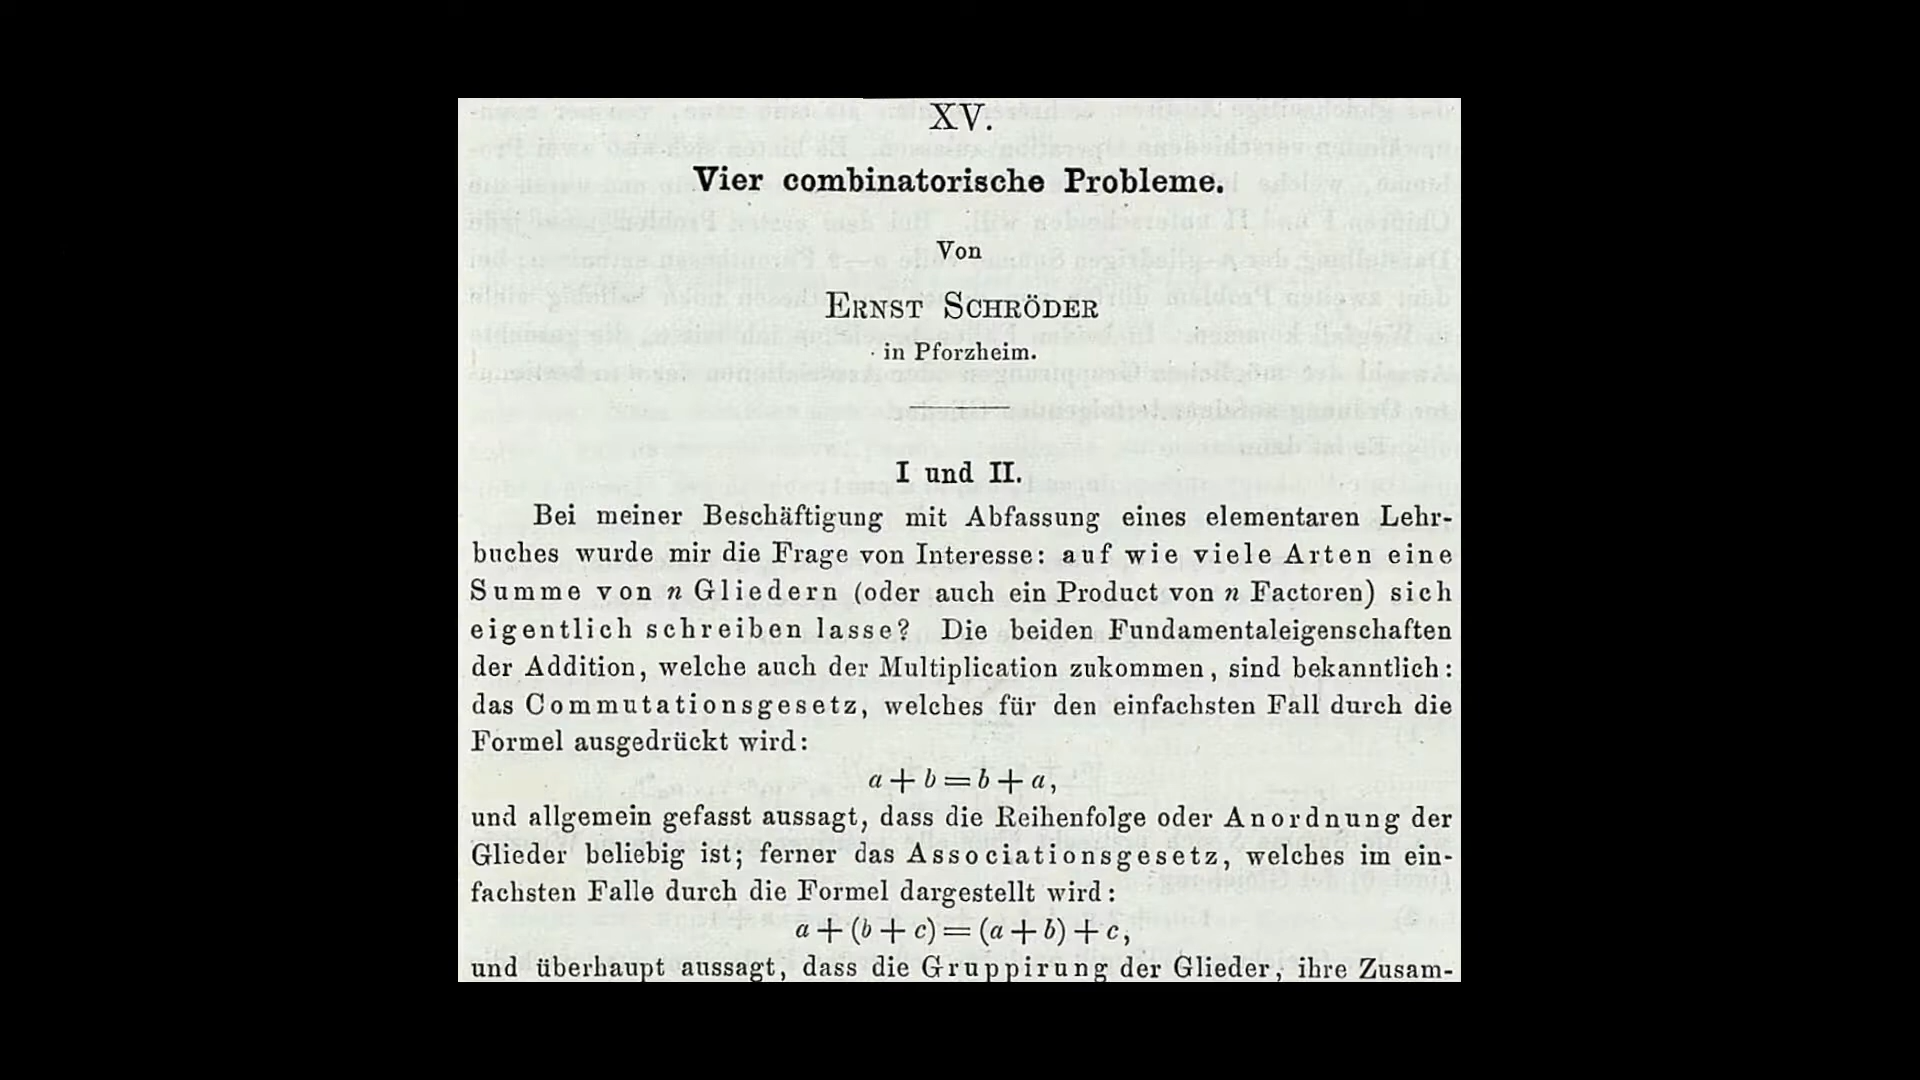 XV.
Vier combinatorische Probleme.
Von
ERNST SCHRÖDER
in Pforzheim.
I und II.
Bei meiner Beschäftigung mit Abfassung eines elementaren Lehr-
buches wurde mir die Frage von Interesse: auf wie viele Arten eine
Summe von n Gliedern (oder auch ein Product von n Factoren) sich
eigentlich schreiben lasse? Die beiden Fundamentaleigenschaften
der Addition, welche auch der Multiplication zukommen, sind bekanntlich:
das Commutationsgesetz, welches für den einfachsten Fall durch die
Formel ausgedrückt wird:
a + b = b + a,
und allgemein gefasst aussagt, dass die Reihenfolge oder Anordnung der
Glieder beliebig ist; ferner das Associationsgesetz, welches im ein-
fachsten Falle durch die Formel dargestellt wird:
a + (b + c) = (a + b) + c,
und überhaupt aussagt, dass die Gruppirung der Glieder, ihre Zusam-